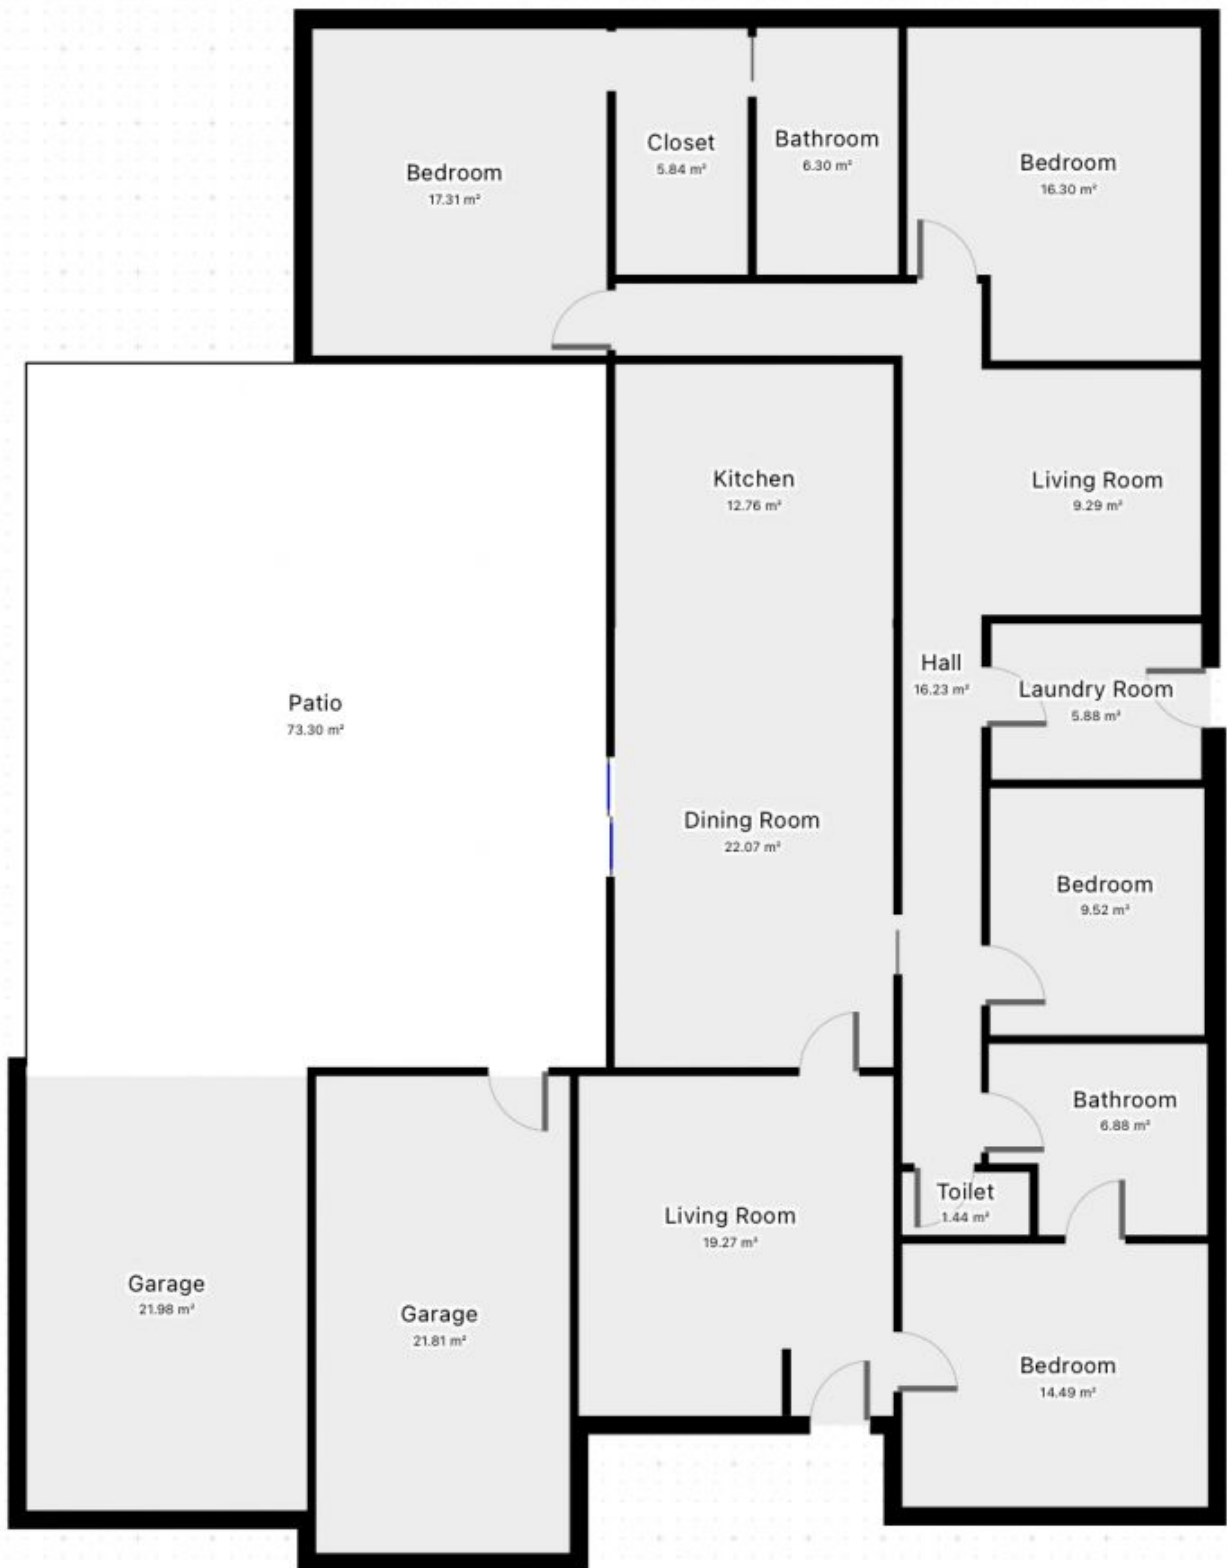 Bedroom
17.31 m²
Closet
5.84 m²
Bathroom
6.30 m²
Bedroom
16.30 m²
Kitchen
12.76 m²
Living Room
9.29 m²
Patio
73.30 m²
Hall
16.23 m²
Laundry Room
5.88 m²
Dining Room
22.07 m²
Bedroom
9.52 m²
Bathroom
6.88 m²
Toilet
1.44 m²
Living Room
19.27 m²
Garage
21.98 m²
Garage
21.81 m²
Bedroom
14.49 m²